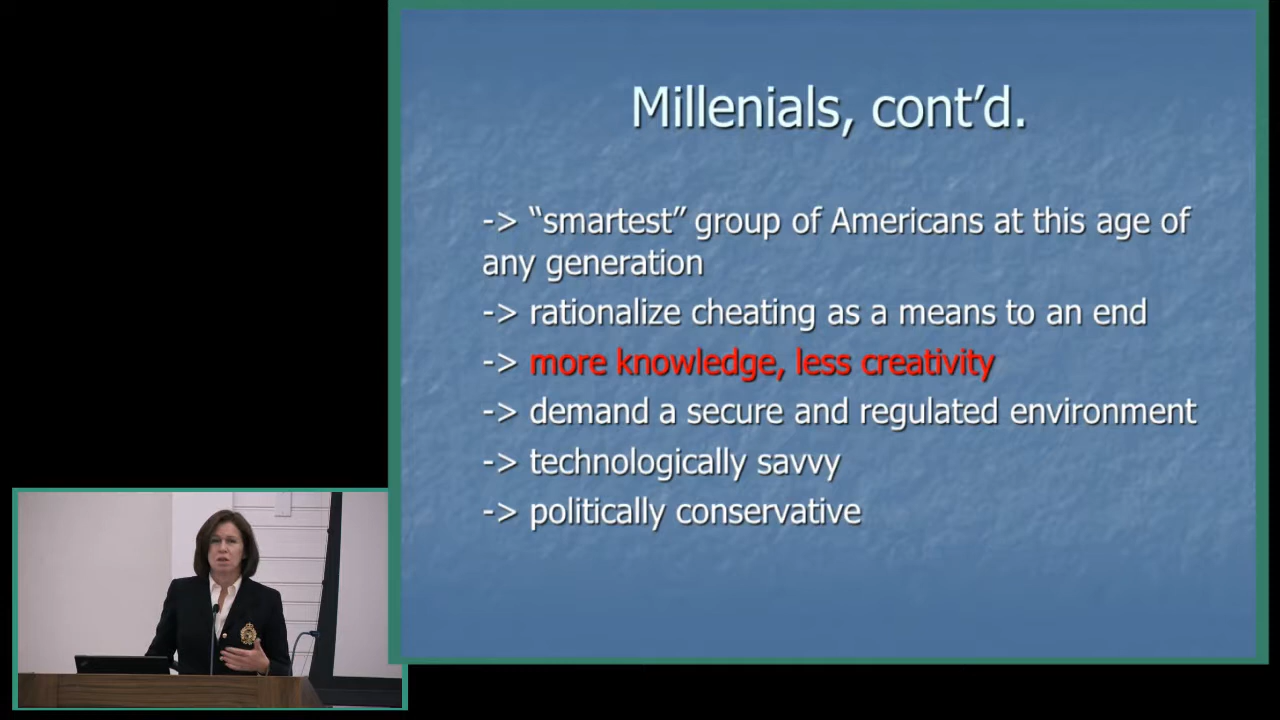 Millenials, cont’d.
-> “smartest” group of Americans at this age of
any generation
-> rationalize cheating as a means to an end
-> more knowledge, less creativity
-> demand a secure and regulated environment
-> technologically savvy
-> politically conservative